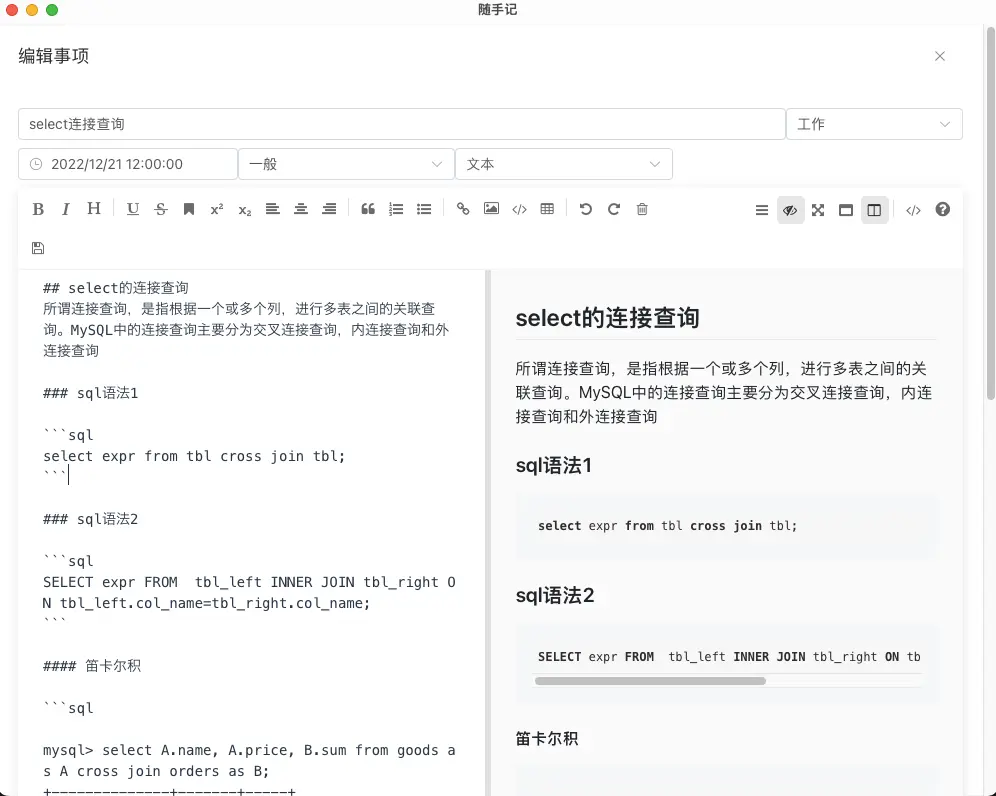 随手记
编辑事项
select连接查询
工作
2022/12/21 12:00:00
一般
文本
B I H U S x² x₂
## select的连接查询
所谓连接查询，是指根据一个或多个列，进行多表之间的关联查
询。MySQL中的连接查询主要分为交叉连接查询，内连接查询和外
连接查询
### sql语法1
```sql
select expr from tbl cross join tbl;
```
### sql语法2
```sql
SELECT expr FROM  tbl_left INNER JOIN tbl_right O
N tbl_left.col_name=tbl_right.col_name;
```
#### 笛卡尔积
```sql
mysql> select A.name, A.price, B.sum from goods a
s A cross join orders as B;
+--------------+-------+-----+
select的连接查询
所谓连接查询，是指根据一个或多个列，进行多表之间的关
联查询。MySQL中的连接查询主要分为交叉连接查询，内连
接查询和外连接查询
sql语法1
select expr from tbl cross join tbl;
sql语法2
SELECT expr FROM  tbl_left INNER JOIN tbl_right ON tb
笛卡尔积